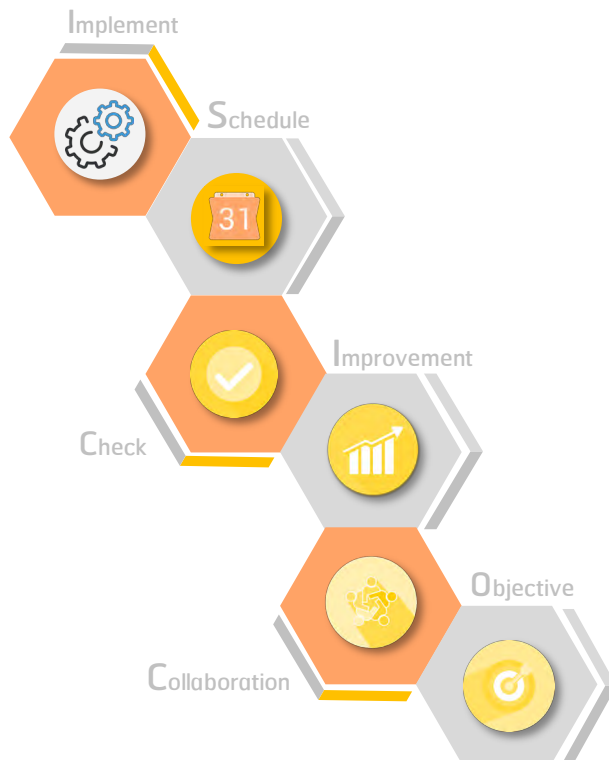 Implement
Schedule
31
Improvement
Check
Objective
Collaboration